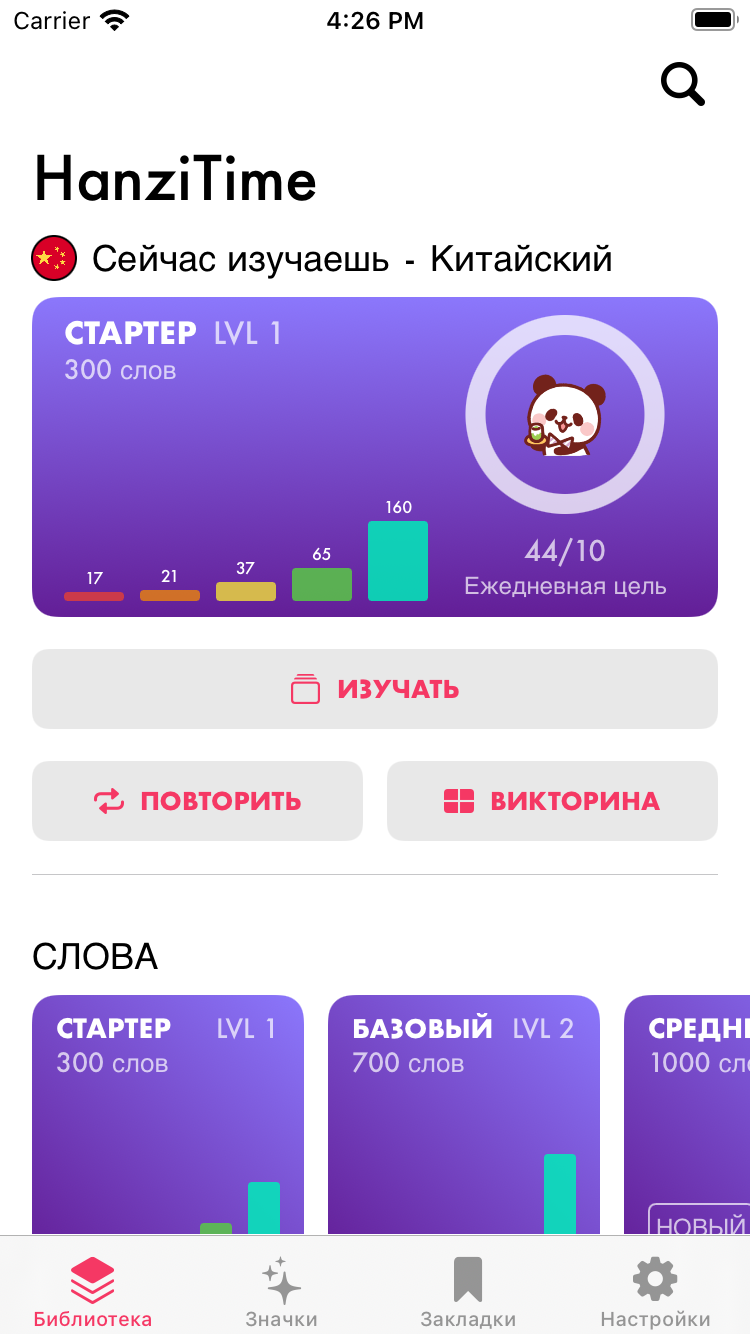 Carrier 4:26 PM
HanziTime
Сейчас изучаешь - Китайский
СТАРТЕР LVL 1
300 слов
17 21 37 65 160
44/10
Ежедневная цель
ИЗУЧАТЬ
ПОВТОРИТЬ ВИКТОРИНА
СЛОВА
СТАРТЕР LVL 1 БАЗОВЫЙ LVL 2 СРЕДН
300 слов 700 слов 1000 сл
НОВЫЙ
Библиотека Значки Закладки Настройки